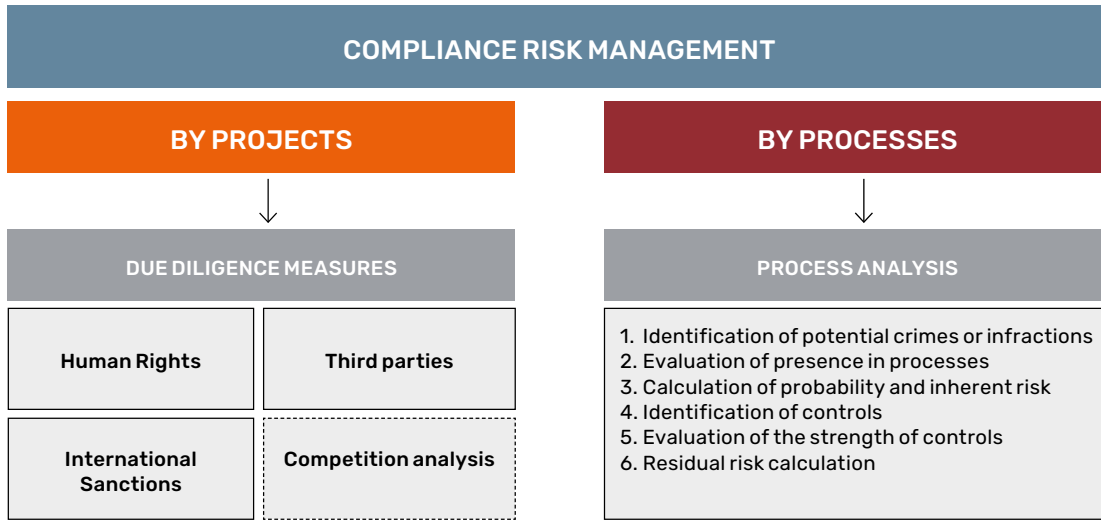 COMPLIANCE RISK MANAGEMENT
BY PROJECTS
BY PROCESSES
DUE DILIGENCE MEASURES
PROCESS ANALYSIS
Human Rights
Third parties
International
Sanctions
Competition analysis
1. Identification of potential crimes or infractions
2. Evaluation of presence in processes
3. Calculation of probability and inherent risk
4. Identification of controls
5. Evaluation of the strength of controls
6. Residual risk calculation